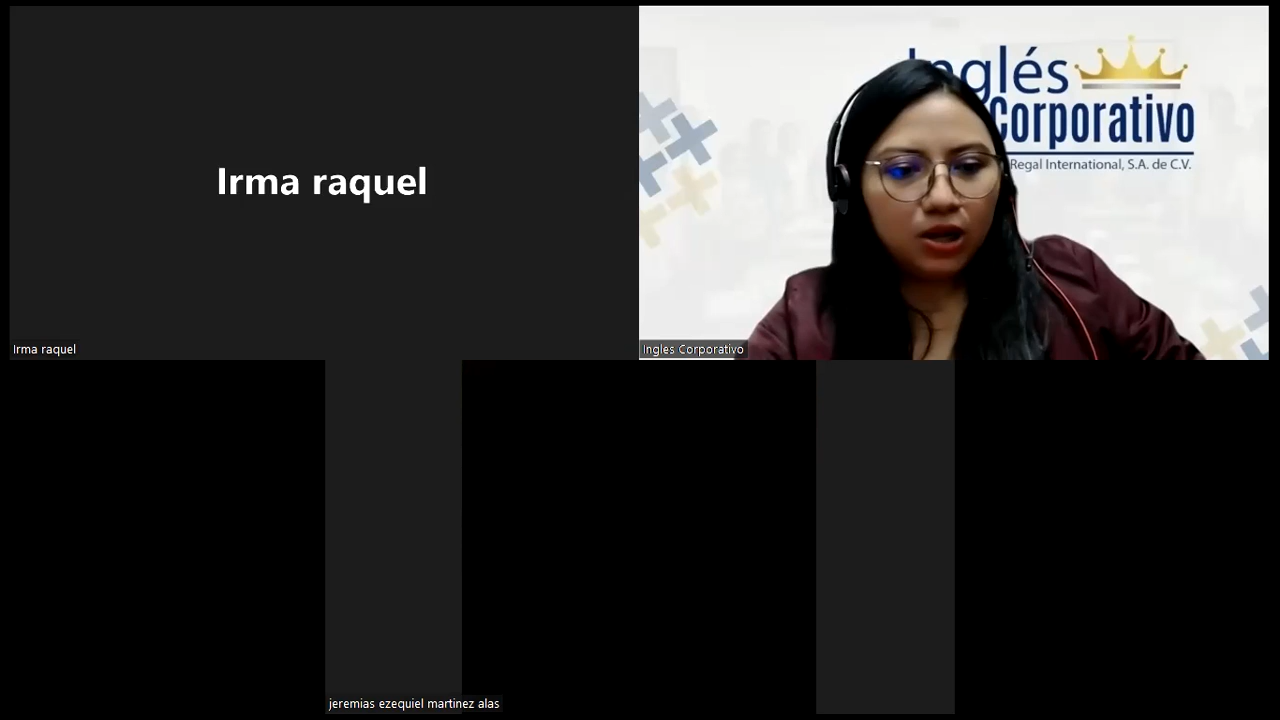 Irma raquel
Irma raquel
Inglés
Corporativo
Regal International, S.A. de C.V.
Ingles Corporativo
jeremias ezequiel martinez alas